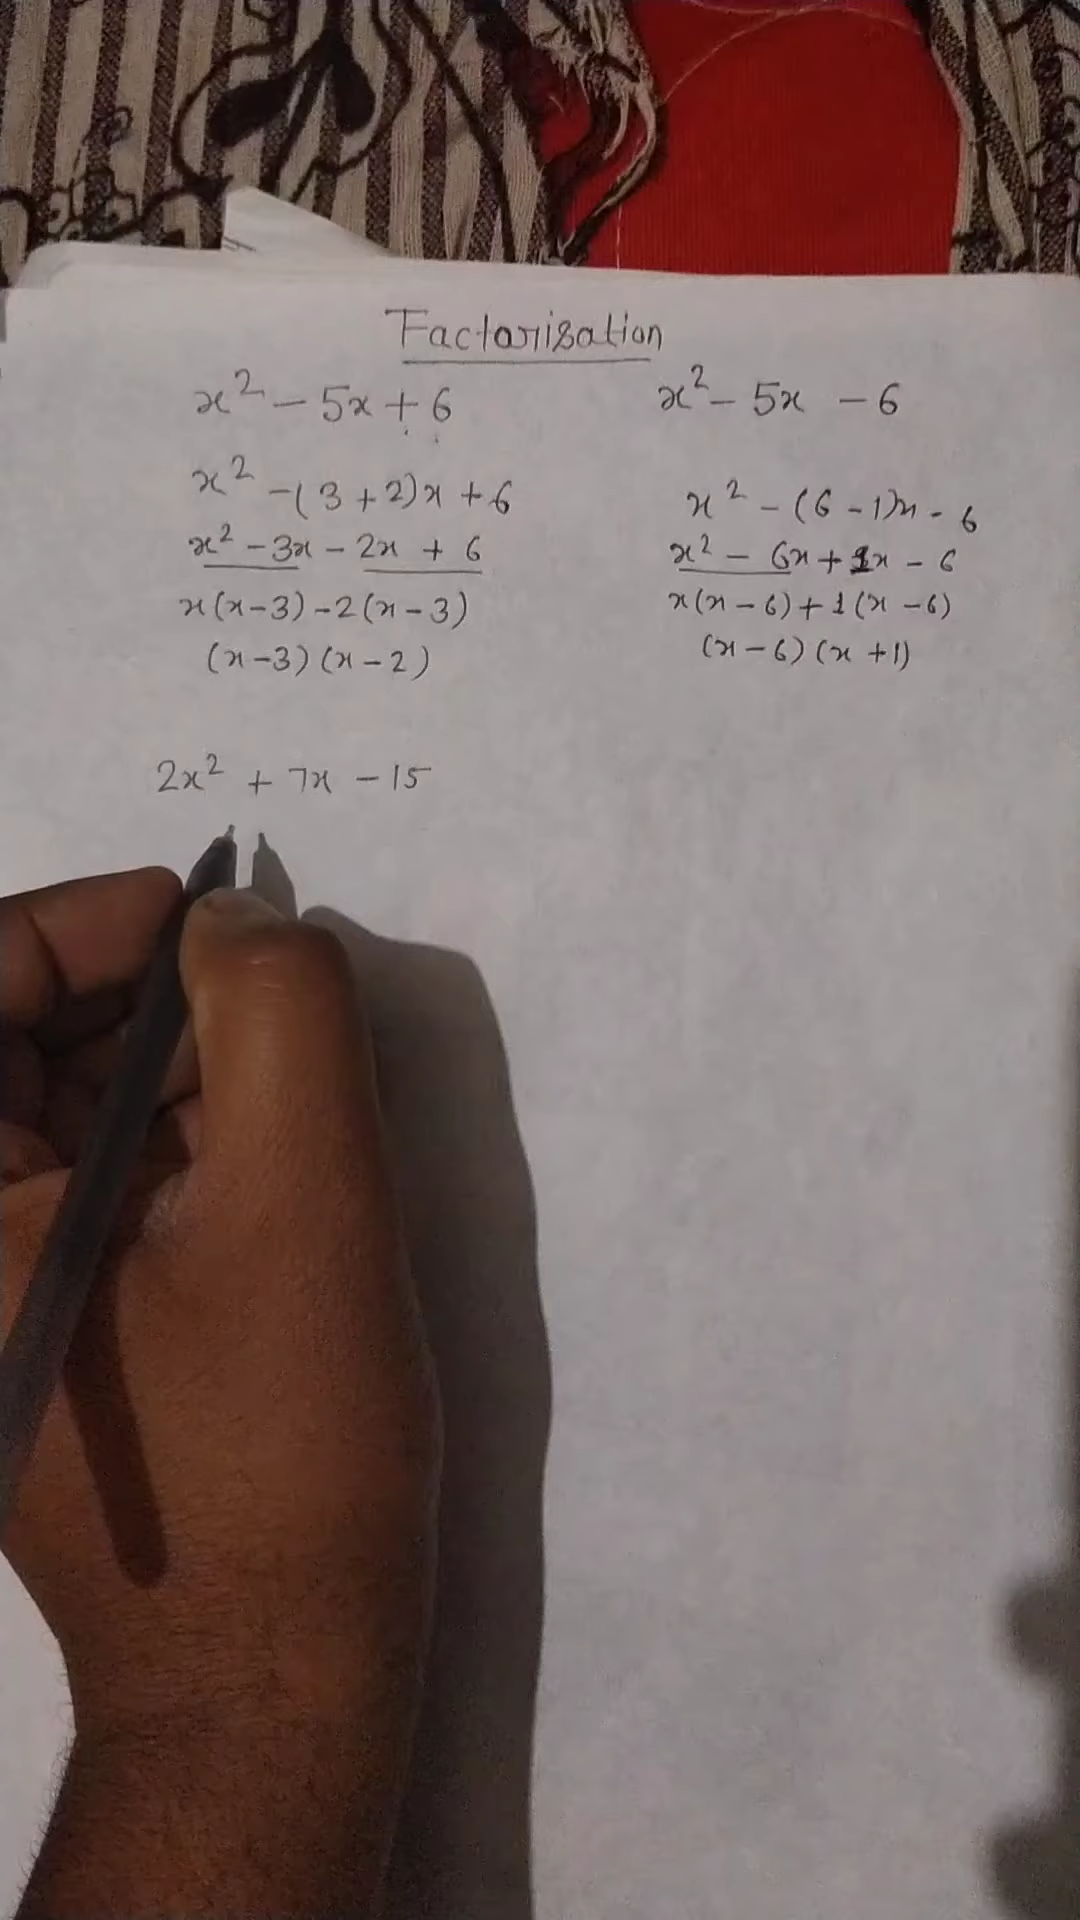 Factorisation
x² - 5x + 6
x² - (3 + 2)x + 6
x² - 3x - 2x + 6
x(x-3) - 2(x-3)
(x-3)(x-2)
x² - 5x - 6
x² - (6 - 1)x - 6
x² - 6x + 1x - 6
x(x-6) + 1(x-6)
(x-6)(x+1)
2x² + 7x - 15